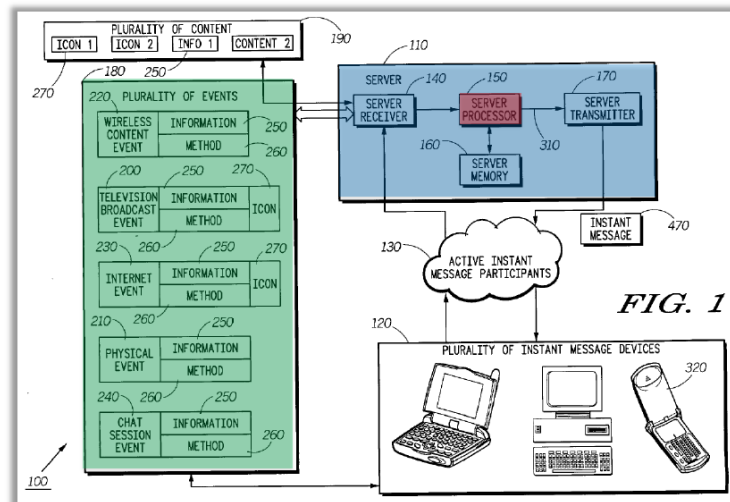 PLURALITY OF CONTENT
190
ICON 1 ICON 2 INFO 1 CONTENT 2
270
250
180
110
PLURALITY OF EVENTS
220
WIRELESS CONTENT EVENT
INFORMATION
METHOD
250
260
200
250
270
TELEVISION BROADCAST EVENT
INFORMATION
METHOD
ICON
260
230
250
270
INTERNET EVENT
INFORMATION
METHOD
ICON
260
210
250
PHYSICAL EVENT
INFORMATION
METHOD
260
240
250
CHAT SESSION EVENT
INFORMATION
METHOD
260
100
SERVER
140
150
170
SERVER RECEIVER
SERVER PROCESSOR
SERVER TRANSMITTER
160
310
SERVER MEMORY
INSTANT MESSAGE
470
130
ACTIVE INSTANT
MESSAGE PARTICIPANTS
FIG. 1
120
PLURALITY OF INSTANT MESSAGE DEVICES
320